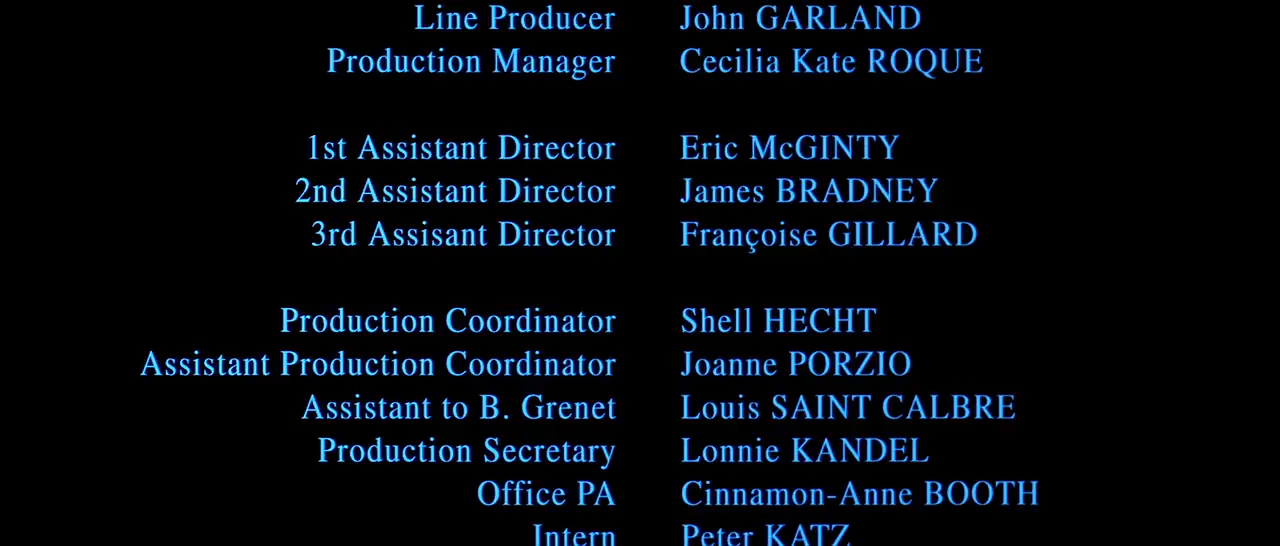 Line Producer John GARLAND
Production Manager Cecilia Kate ROQUE
1st Assistant Director Eric McGINTY
2nd Assistant Director James BRADNEY
3rd Assisant Director Françoise GILLARD
Production Coordinator Shell HECHT
Assistant Production Coordinator Joanne PORZIO
Assistant to B. Grenet Louis SAINT CALBRE
Production Secretary Lonnie KANDEL
Office PA Cinnamon-Anne BOOTH
Intern Peter KATZ